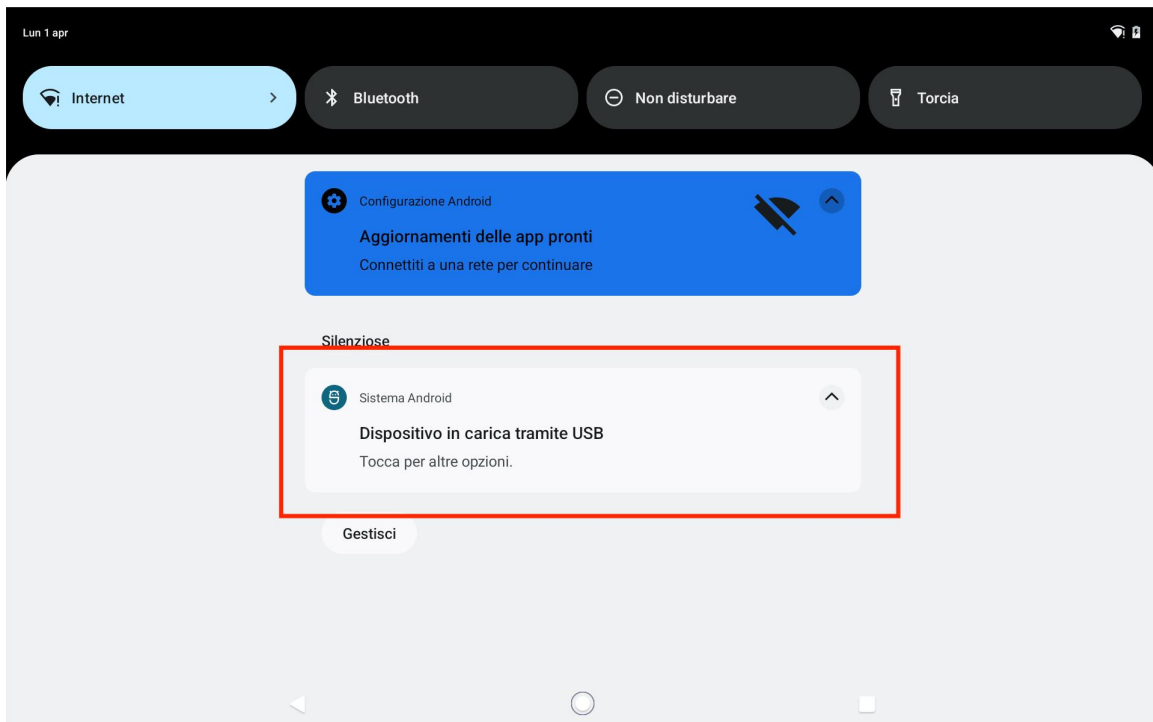 Lun 1 apr
Internet
Bluetooth
Non disturbare
Torcia
Configurazione Android
Aggiornamenti delle app pronti
Connettiti a una rete per continuare
Silenziose
Sistema Android
Dispositivo in carica tramite USB
Tocca per altre opzioni.
Gestisci